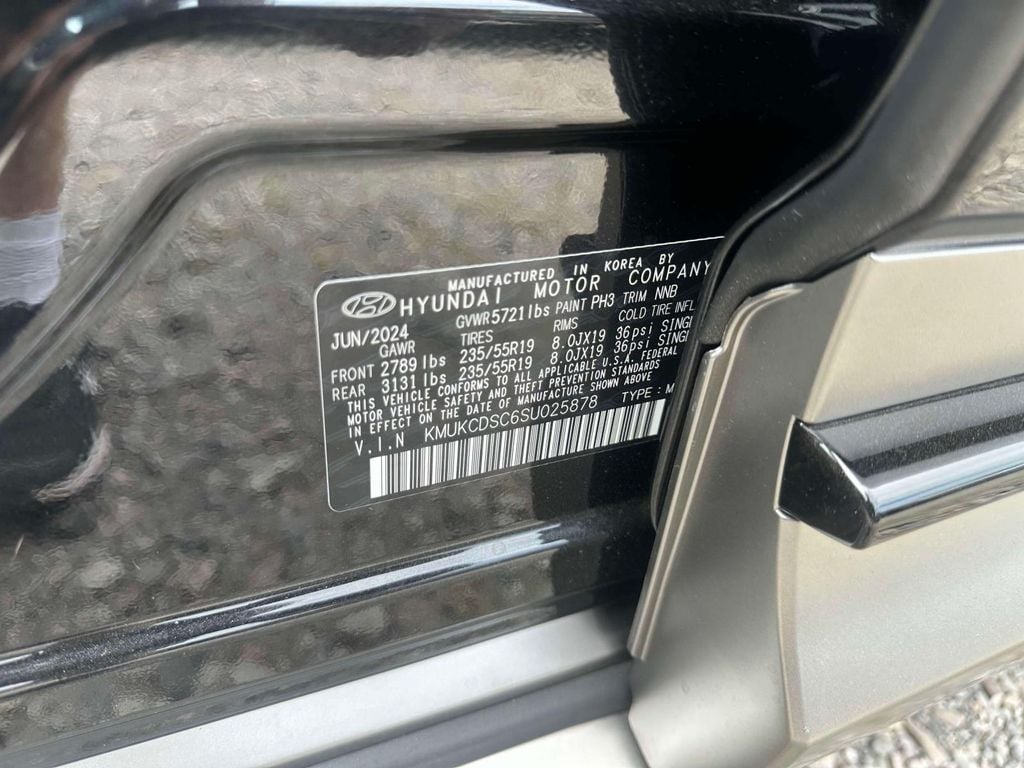 MANUFACTURED IN KOREA BY
HYUNDAI MOTOR COMPANY
JUN/2024 GVWR 5721 lbs PAINT PH3 TRIM NNB
GAWR TIRES RIMS COLD TIRE INFL
FRONT 2789 lbs 235/55R19 8.0JX19 36psi SINGL
REAR 3131 lbs 235/55R19 8.0JX19 36psi SINGL
THIS VEHICLE CONFORMS TO ALL APPLICABLE U.S.A. FEDERAL
MOTOR VEHICLE SAFETY AND THEFT PREVENTION STANDARDS
IN EFFECT ON THE DATE OF MANUFACTURE SHOWN ABOVE
V.I.N KMUKCDSC6SU025878 TYPE : M